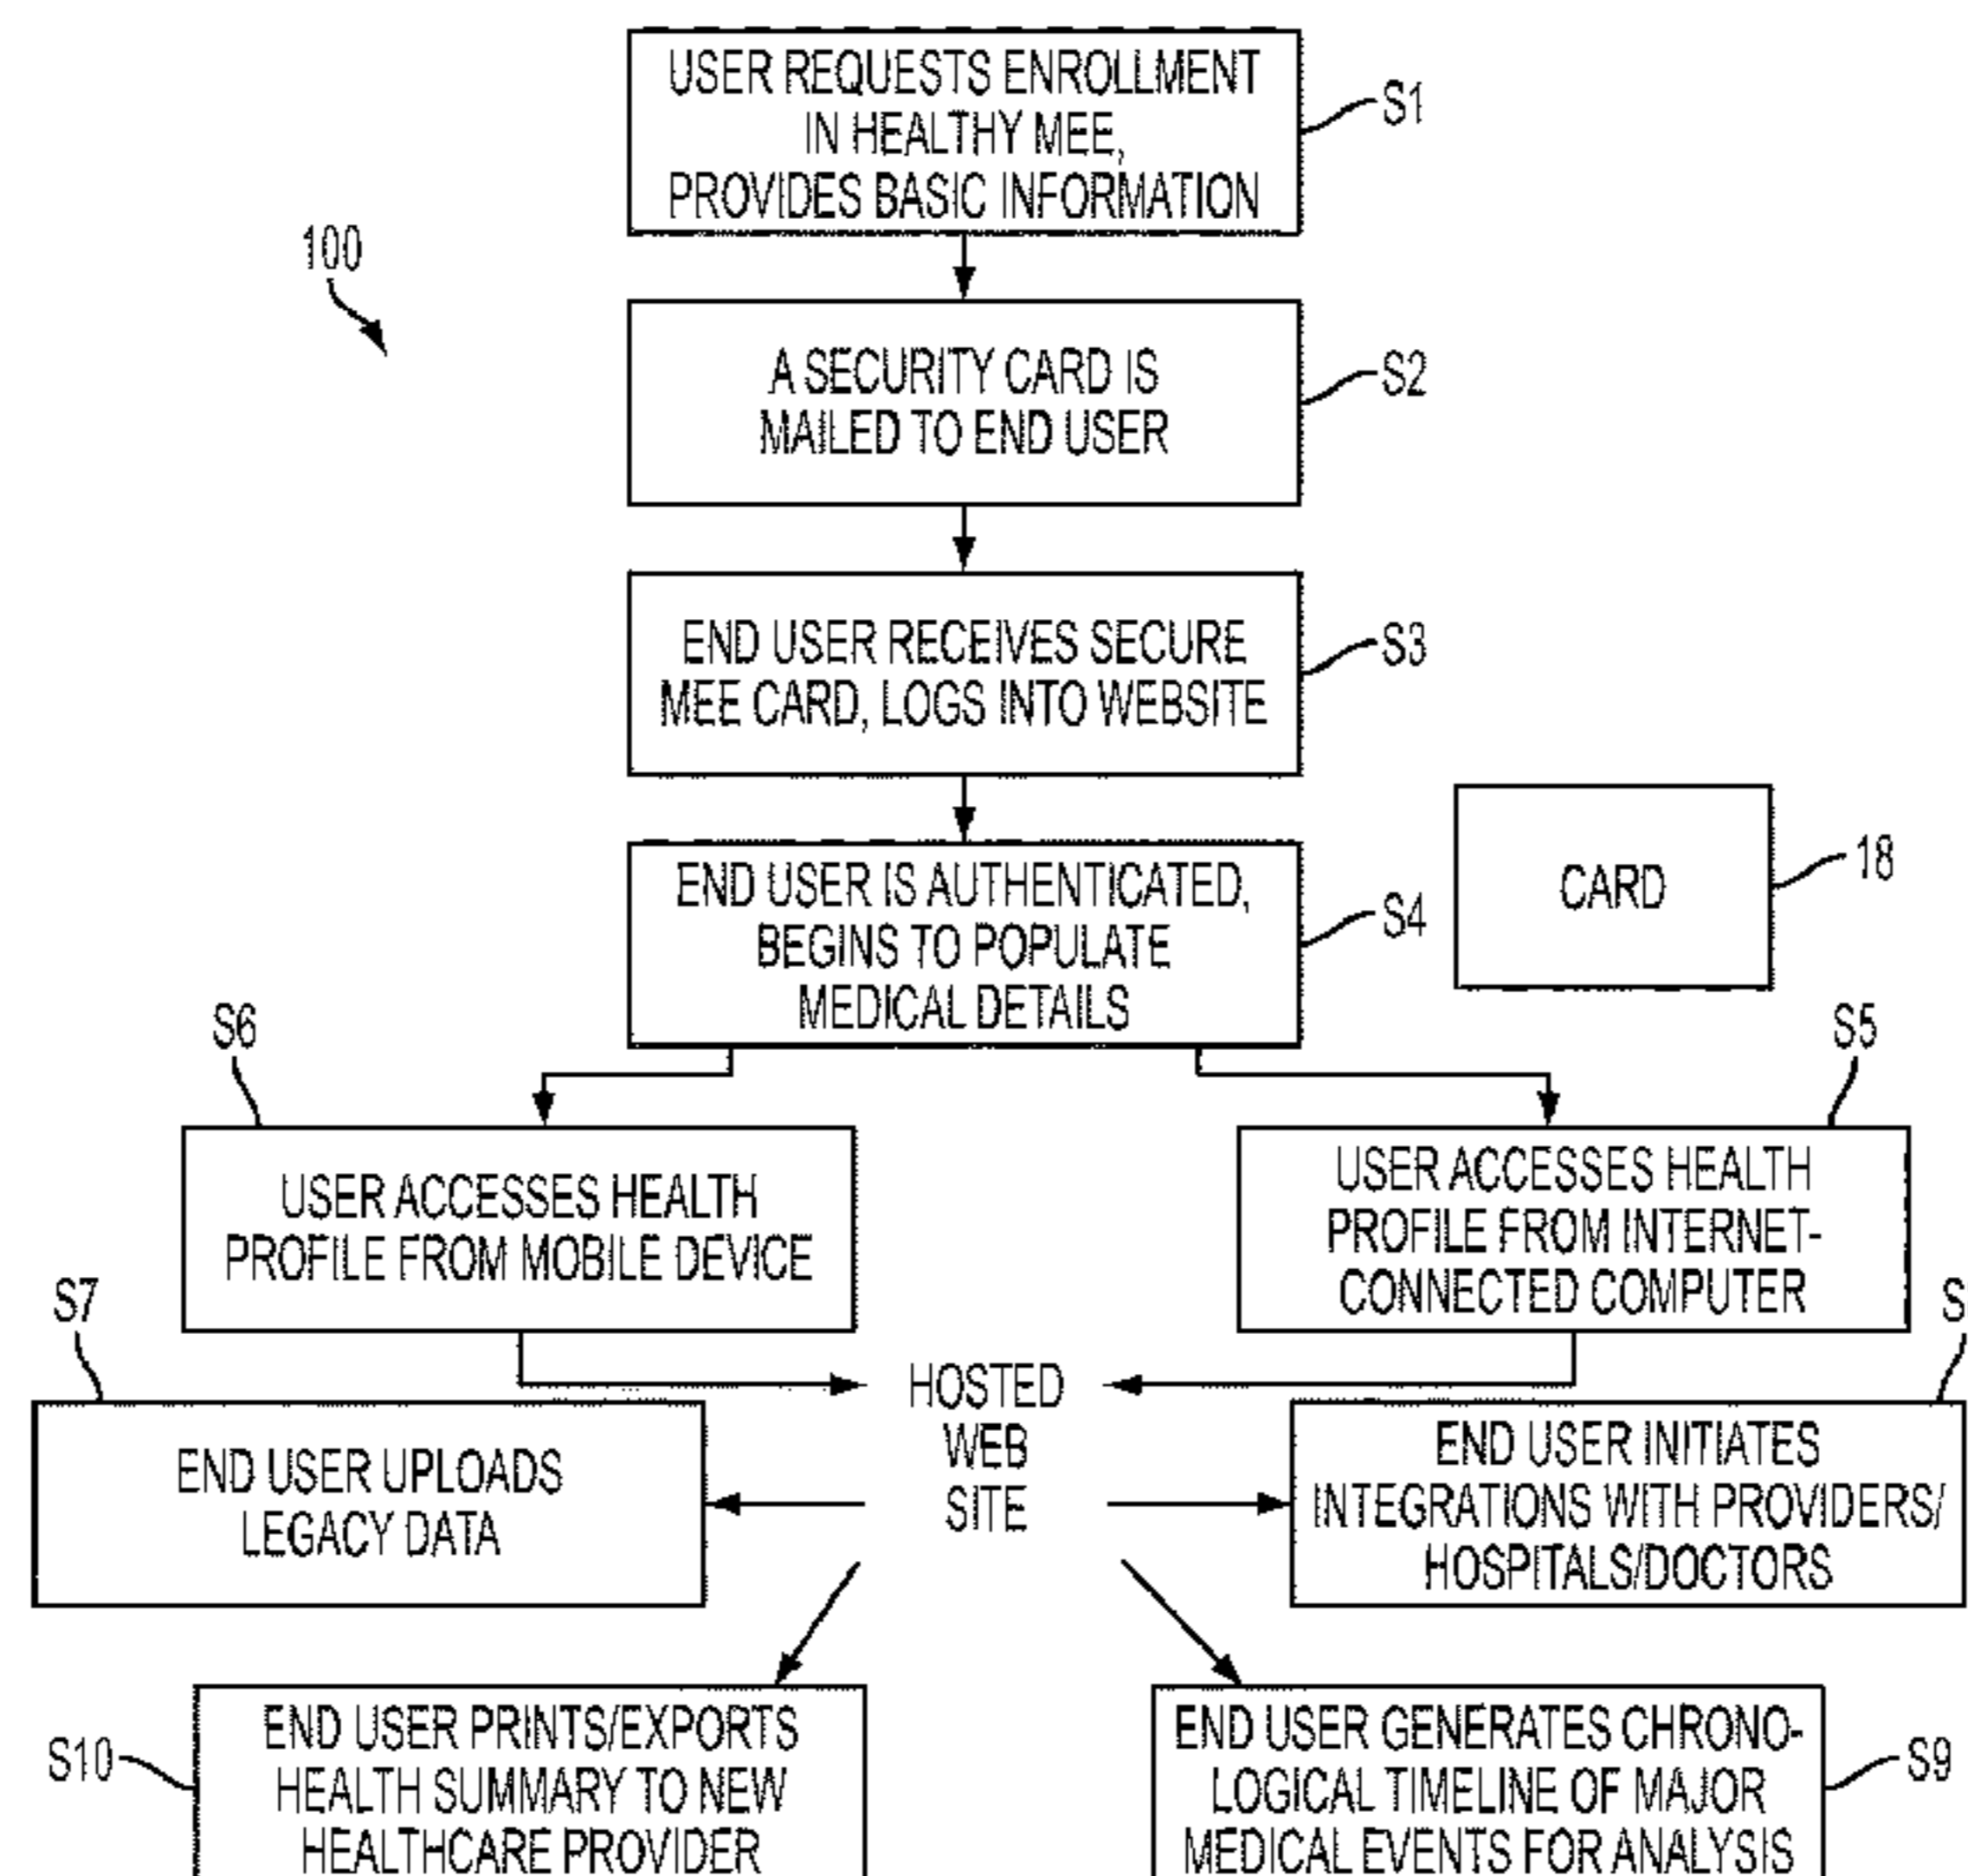 USER REQUESTS ENROLLMENT
IN HEALTHY MEE,
PROVIDES BASIC INFORMATION
S1
100
A SECURITY CARD IS
MAILED TO END USER
S2
END USER RECEIVES SECURE
MEE CARD, LOGS INTO WEBSITE
S3
END USER IS AUTHENTICATED,
BEGINS TO POPULATE
MEDICAL DETAILS
S4
CARD
18
S6
S5
USER ACCESSES HEALTH
PROFILE FROM MOBILE DEVICE
USER ACCESSES HEALTH
PROFILE FROM INTERNET-
CONNECTED COMPUTER
S7
S
HOSTED
WEB
SITE
END USER UPLOADS
LEGACY DATA
END USER INITIATES
INTEGRATIONS WITH PROVIDERS/
HOSPITALS/DOCTORS
S10
END USER PRINTS/EXPORTS
HEALTH SUMMARY TO NEW
HEALTHCARE PROVIDER
END USER GENERATES CHRONO-
LOGICAL TIMELINE OF MAJOR
MEDICAL EVENTS FOR ANALYSIS
S9